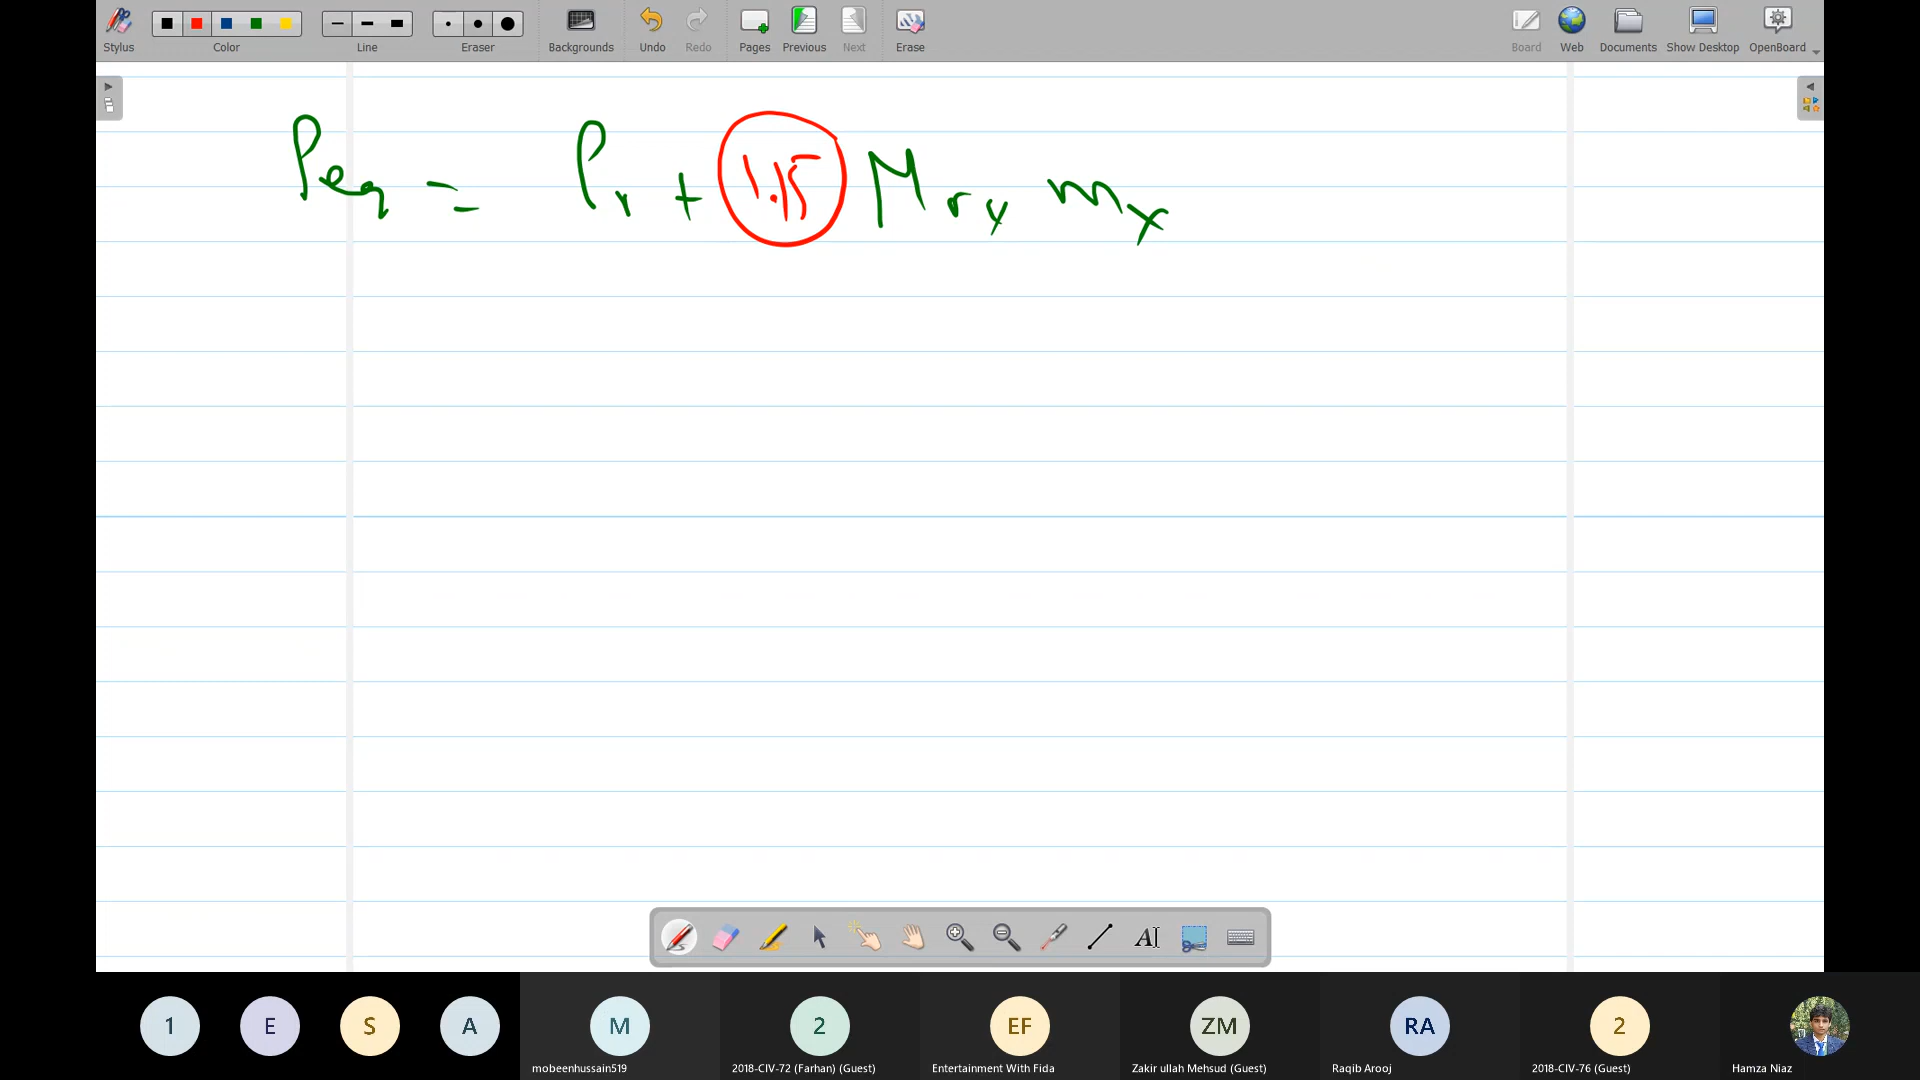 Stylus Color Line Eraser Backgrounds Undo Redo Pages Previous Next Erase Board Web Documents Show Desktop OpenBoard
Peq = Pr + 1.15 Mrx mx
AI
1 E S A M 2 EF ZM RA 2
mobeenhussain519 2018-CIV-72 (Farhan) (Guest) Entertainment With Fida Zakir ullah Mehsud (Guest) Raqib Arooj 2018-CIV-76 (Guest) Hamza Niaz